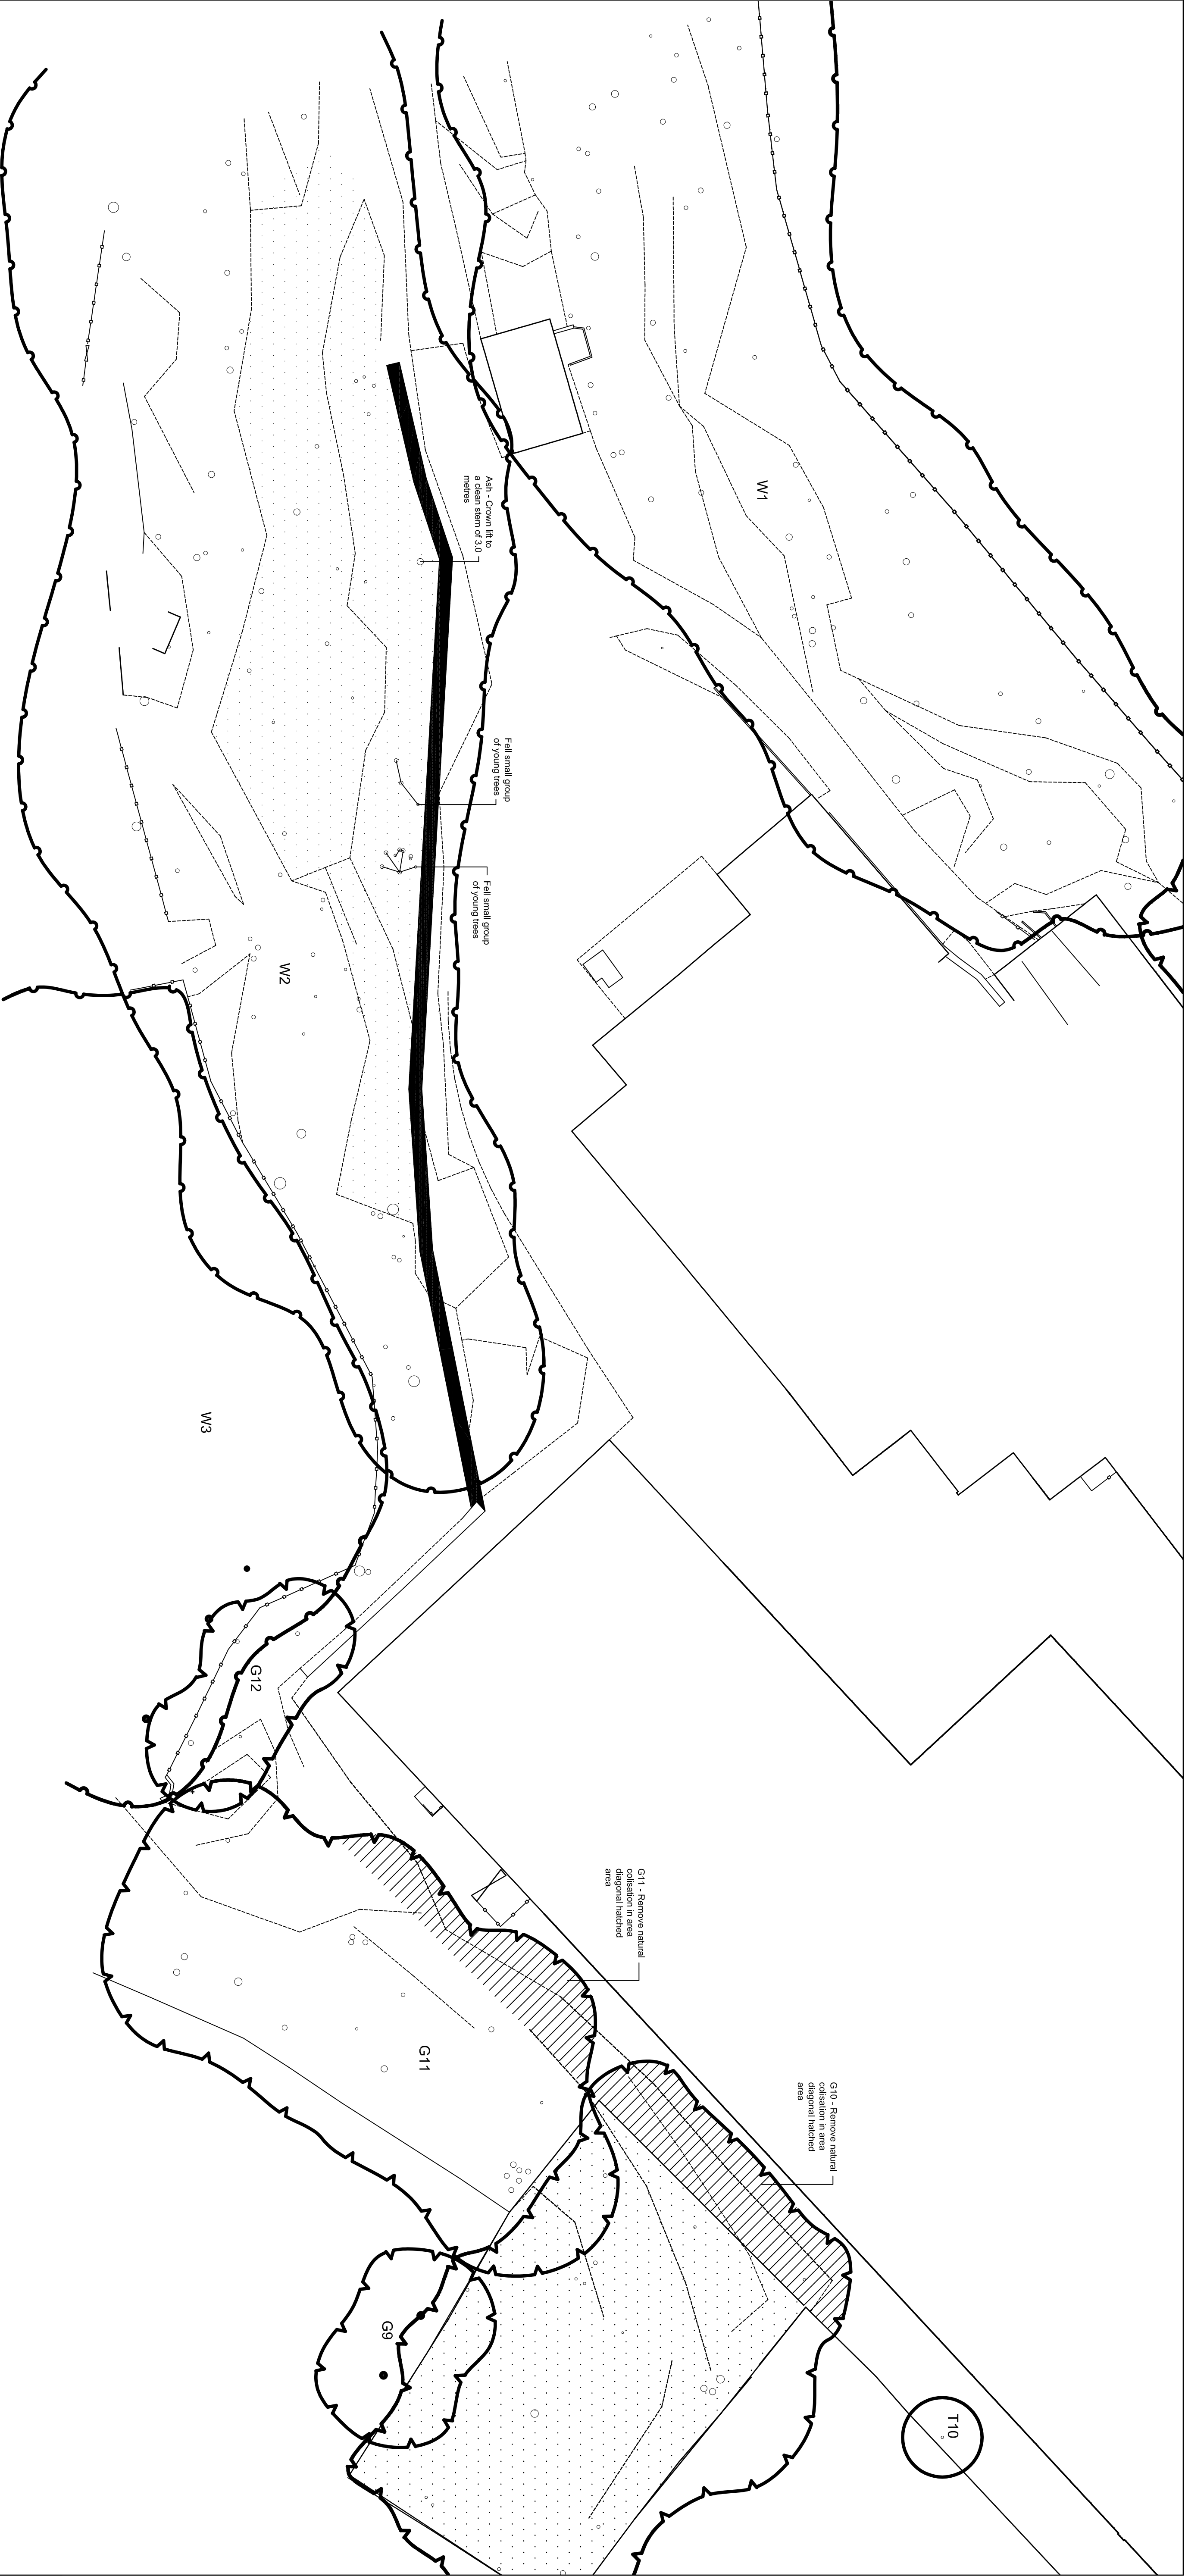 W1
Ash - Crown lift to
a clean stem of 3.0
metres
Fell small group
of young trees
Fell small group
of young trees
W2
W3
G12
G11 - Remove natural
colisation in area
diagonal hatched
area
G11
G10 - Remove natural
colisation in area
diagonal hatched
area
G9
T10